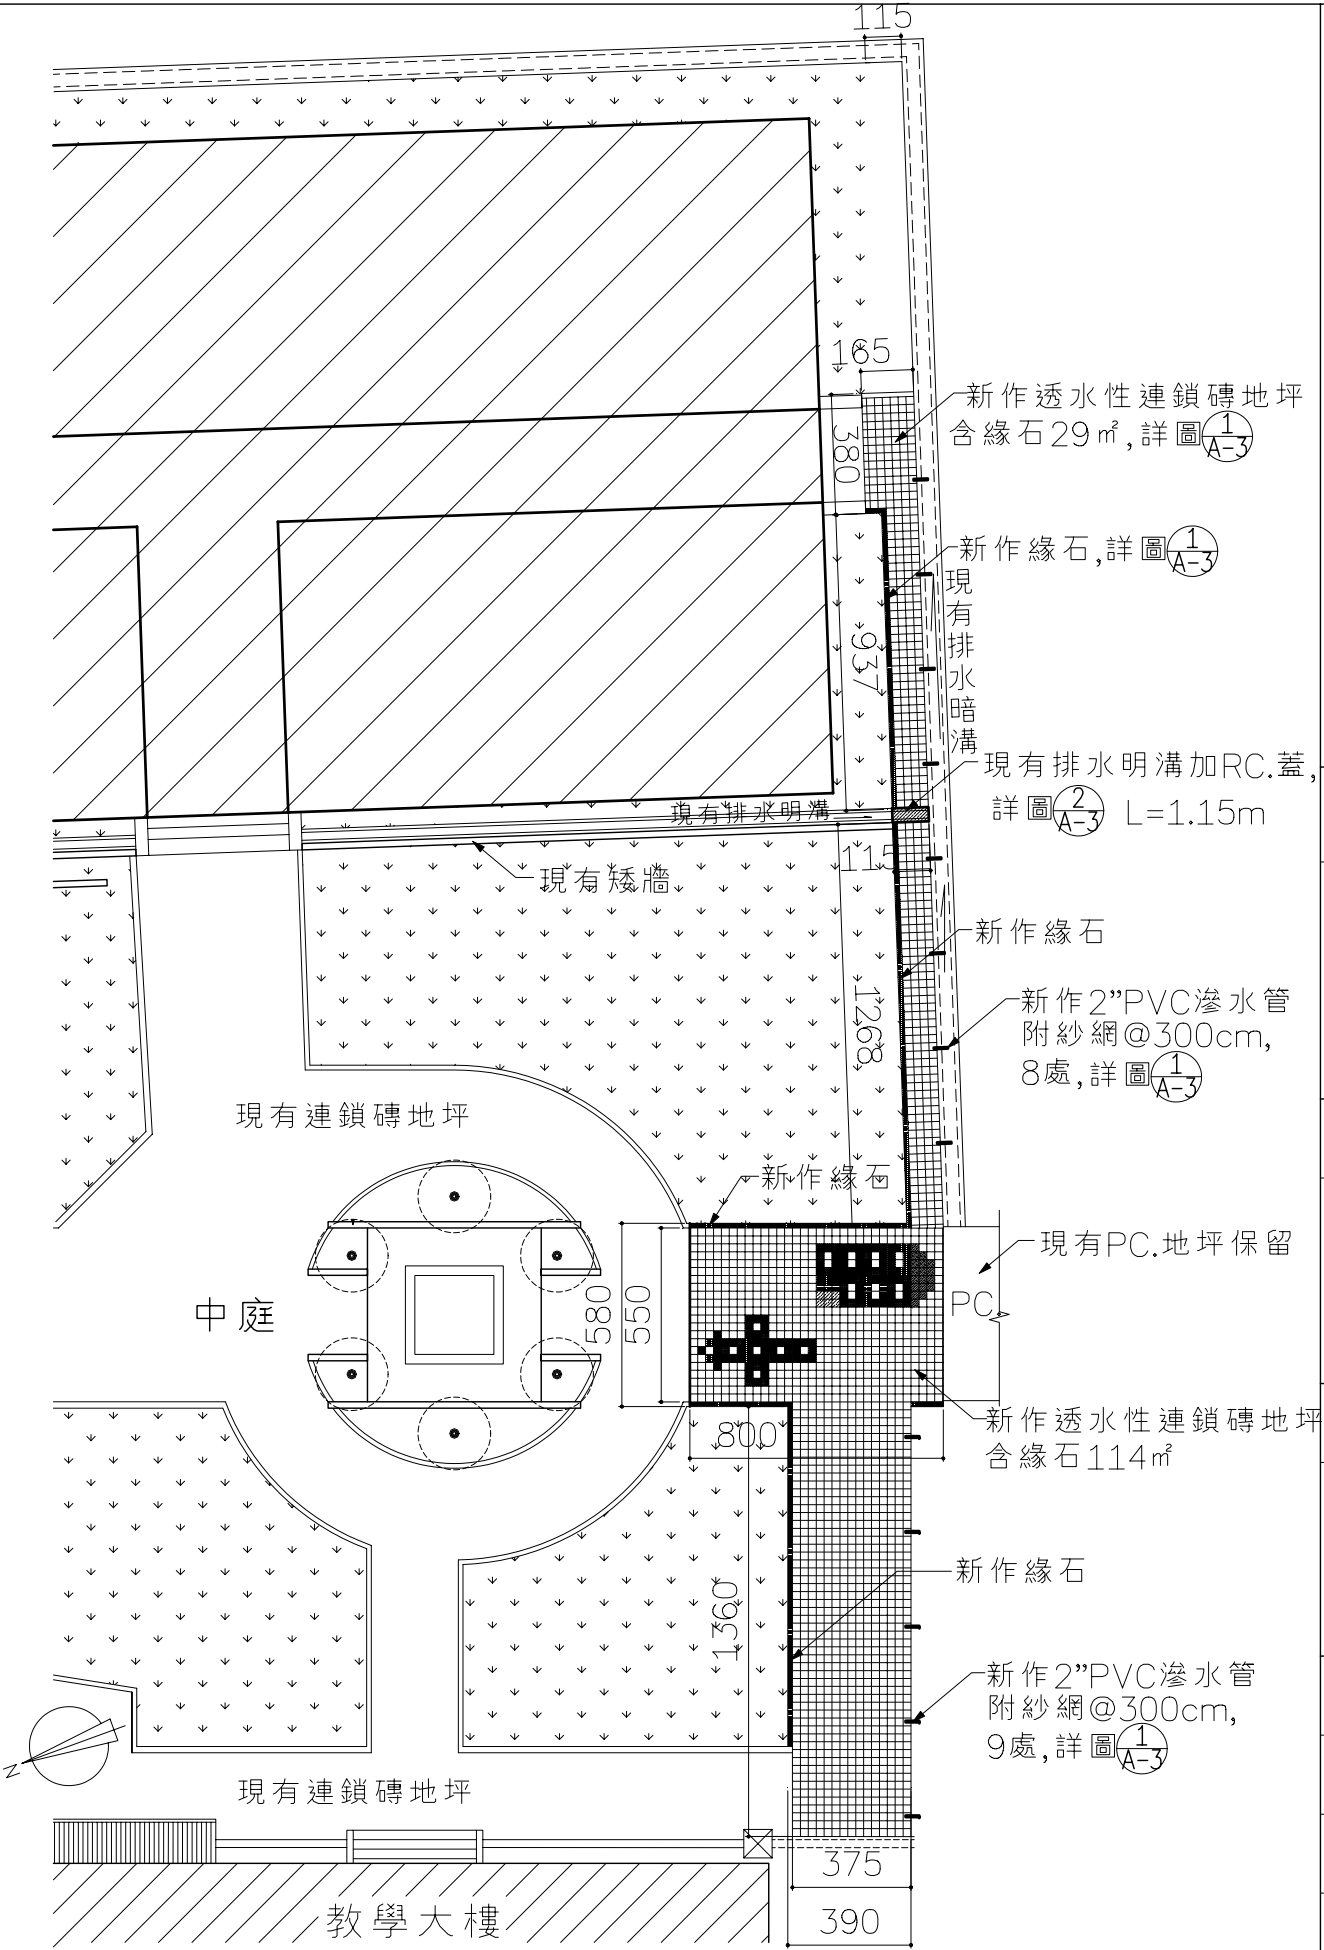 115
165
新作透水性連鎖磚地坪
含緣石29㎡,詳圖 1
A-3
380
新作緣石,詳圖 1
A-3
現有排水暗溝
937
現有排水明溝加RC.蓋,
詳圖 2
A-3 L=1.15m
現有排水明溝
現有矮牆
115
新作緣石
1268
新作2”PVC滲水管
附紗網@300cm,
8處,詳圖 1
A-3
現有連鎖磚地坪
新作緣石
現有PC.地坪保留
PC.
中庭
580
550
800
新作透水性連鎖磚地坪
含緣石114㎡
1360
新作緣石
新作2”PVC滲水管
附紗網@300cm,
9處,詳圖 1
A-3
N
現有連鎖磚地坪
375
教學大樓
390